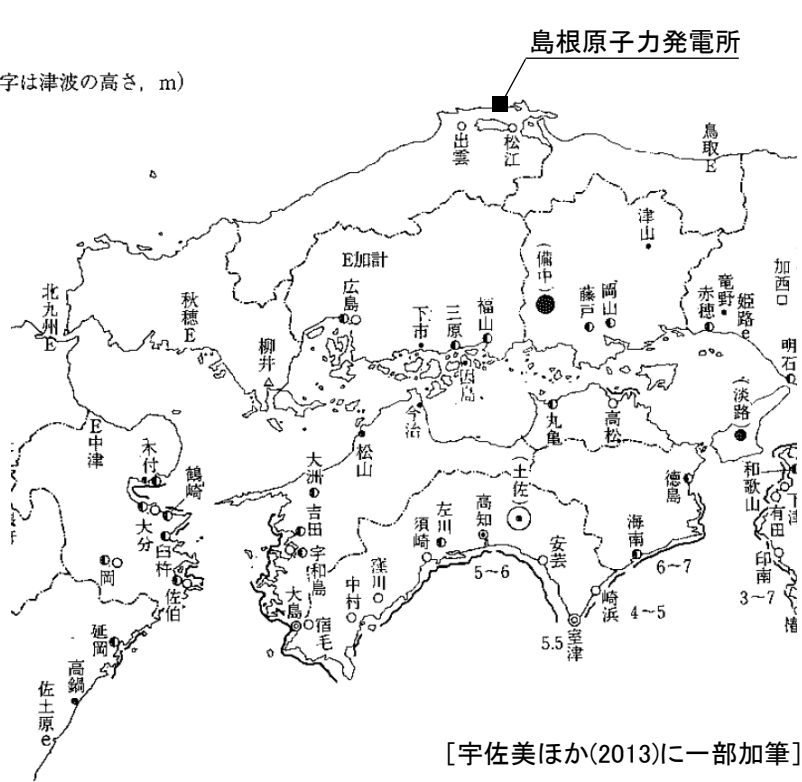 島根原子力発電所
字は津波の高さ, m)
鳥取
E
出雲
松江
津山
(備中)
E加計
広島
北九州
E
秋穂
E
柳井
下市
三原
福山
因島
藤戸
岡山
赤穂
竜野
姫路
e
加西
明石
今治
松山
丸亀
高松
(淡路)
E
中津
木付
鶴崎
大分
臼杵
佐伯
岡
延岡
高鍋
佐土原
e
大洲
吉田
宇和島
大島
宿毛
中村
窪川
須崎
左川
高知
(土佐)
安芸
室津
崎浜
海南
徳島
和歌山
下津
有田
印南
椿
5~6
6~7
4~5
5.5
3~7
[宇佐美ほか(2013)に一部加筆]